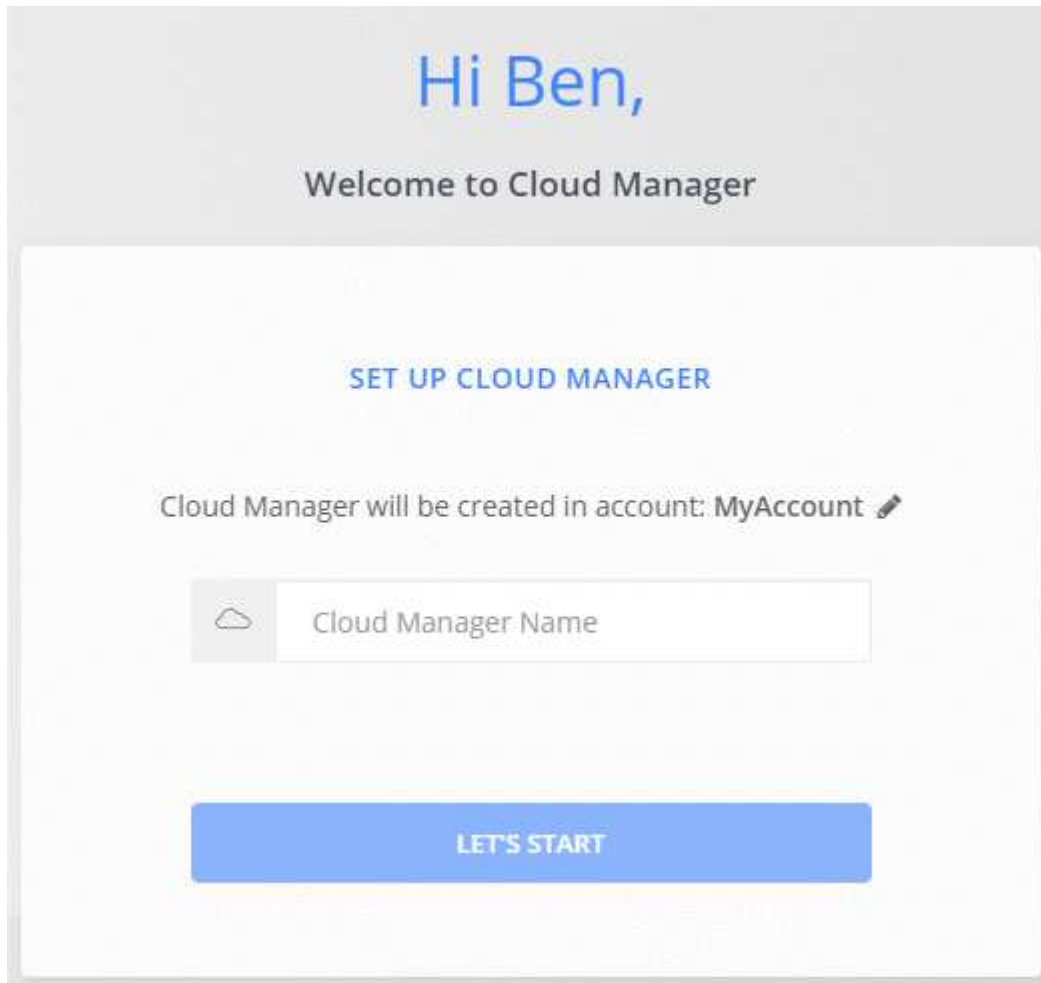 Hi Ben,
Welcome to Cloud Manager
SET UP CLOUD MANAGER
Cloud Manager will be created in account: MyAccount
Cloud Manager Name
LET'S START